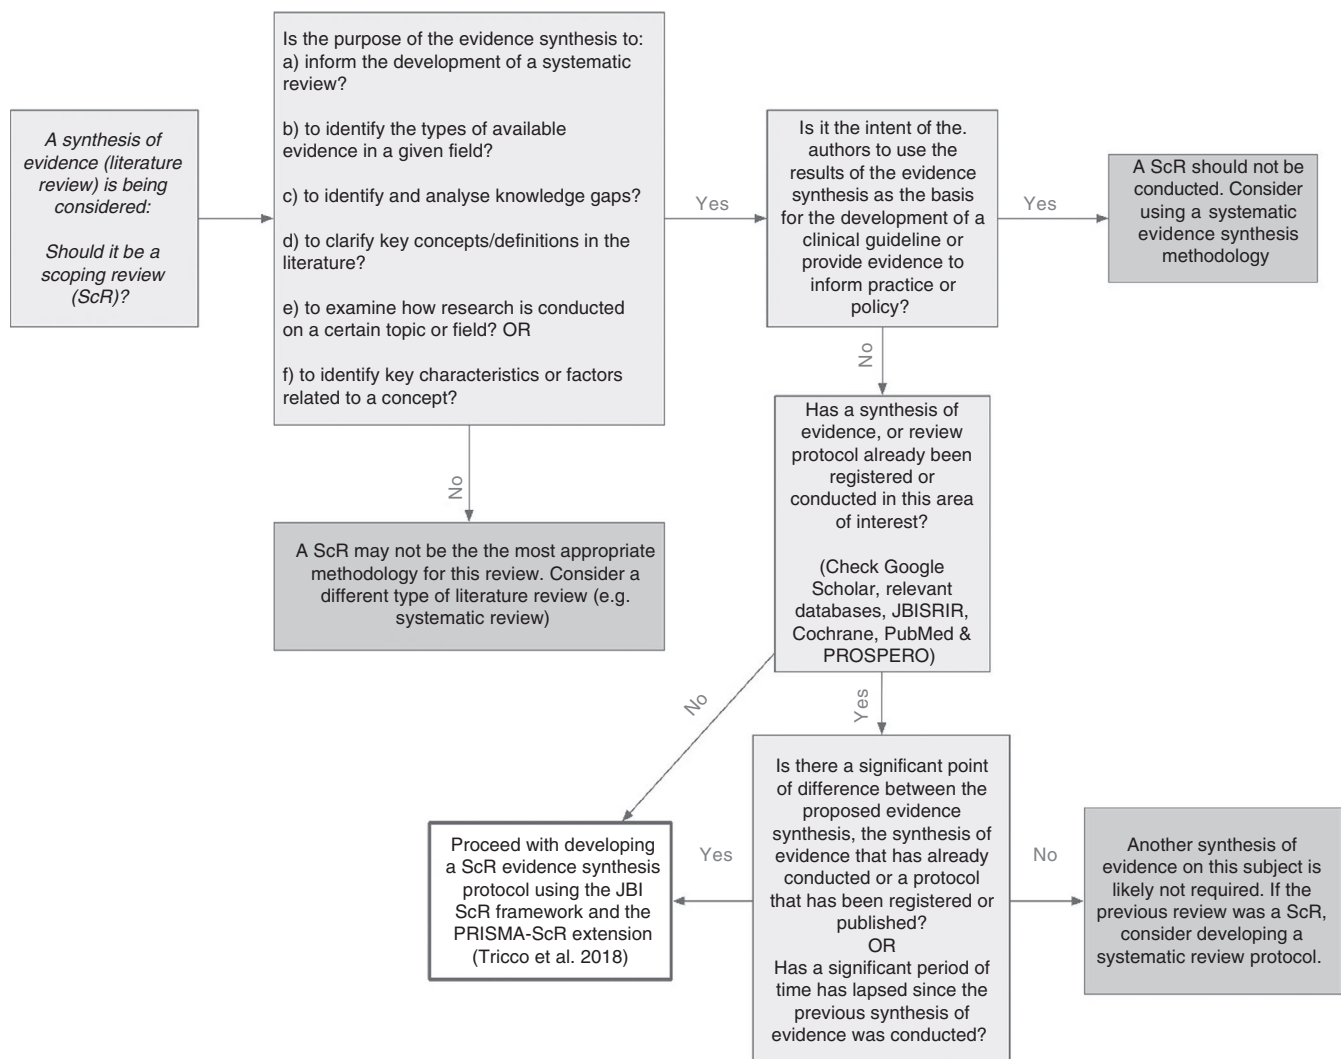 A synthesis of
evidence (literature
review) is being
considered:
Should it be a
scoping review
(ScR)?
Is the purpose of the evidence synthesis to:
a) inform the development of a systematic
review?
b) to identify the types of available
evidence in a given field?
c) to identify and analyse knowledge gaps?
d) to clarify key concepts/definitions in the
literature?
e) to examine how research is conducted
on a certain topic or field? OR
f) to identify key characteristics or factors
related to a concept?
Yes
Is it the intent of the.
authors to use the
results of the evidence
synthesis as the basis
for the development of a
clinical guideline or
provide evidence to
inform practice or
policy?
Yes
A ScR should not be
conducted. Consider
using a systematic
evidence synthesis
methodology
No
A ScR may not be the the most appropriate
methodology for this review. Consider a
different type of literature review (e.g.
systematic review)
No
Has a synthesis of
evidence, or review
protocol already been
registered or
conducted in this area
of interest?
(Check Google
Scholar, relevant
databases, JBISRIR,
Cochrane, PubMed &
PROSPERO)
No
Yes
Is there a significant point
of difference between the
proposed evidence
synthesis, the synthesis of
evidence that has already
conducted or a protocol
that has been registered or
published?
OR
Has a significant period of
time has lapsed since the
previous synthesis of
evidence was conducted?
Yes
Proceed with developing
a ScR evidence synthesis
protocol using the JBI
ScR framework and the
PRISMA-ScR extension
(Tricco et al. 2018)
No
Another synthesis of
evidence on this subject is
likely not required. If the
previous review was a ScR,
consider developing a
systematic review protocol.